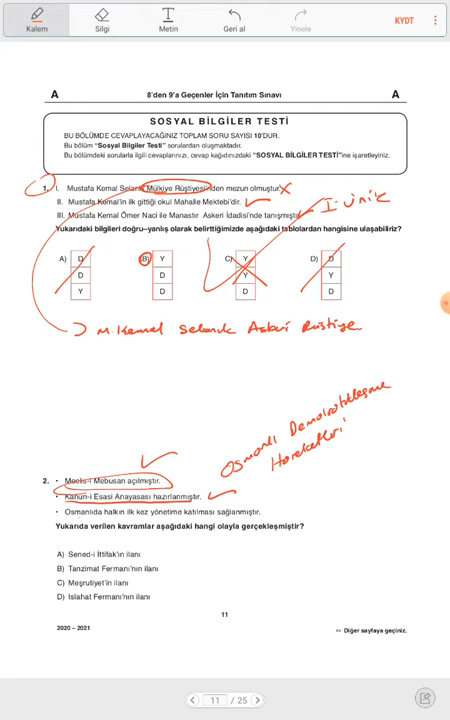 Kalem
Silgi
Metin
Geri al
Yinele
KYDT
A
8'den 9'a Geçenler İçin Tanıtım Sınavı
A
SOSYAL BİLGİLER TESTİ
BU BÖLÜMDE CEVAPLAYACAĞINIZ TOPLAM SORU SAYISI 10'DUR.
Bu bölüm "Sosyal Bilgiler Testi" sorulardan oluşmaktadır.
Bu bölümdeki sorularla ilgili cevaplarınızı, cevap kağıdınızdaki "SOSYAL BİLGİLER TESTİ"ine işaretleyiniz.
1. I. Mustafa Kemal Selanik Mülkiye Rüştiyesi'nden mezun olmuştur. X
I-ünik
II. Mustafa Kemal'in ilk gittiği okul Mahalle Mektebi'dir.
III. Mustafa Kemal Ömer Naci ile Manastır Askeri İdadisi'nde tanışmıştır.
Yukarıdaki bilgileri doğru–yanlış olarak belirttiğimizde aşağıdaki tablolardan hangisine ulaşabiliriz?
A) D B) Y C) Y D) D
D D Y Y
Y D D D
M.Kemal Selanik Askeri Rüştiye
Osmanlı Demokratikleşme
Hareketleri
2. • Meclis-i Mebusan açılmıştır.
• Kanun-i Esasi Anayasası hazırlanmıştır.
• Osmanlıda halkın ilk kez yönetime katılması sağlanmıştır.
Yukarıda verilen kavramlar aşağıdaki hangi olayla gerçekleşmiştir?
A) Sened-i İttifak'ın ilanı
B) Tanzimat Fermanı'nın ilanı
C) Meşrutiyet'in ilanı
D) Islahat Fermanı'nın ilanı
11
2020 – 2021
Diğer sayfaya geçiniz.
11 / 25